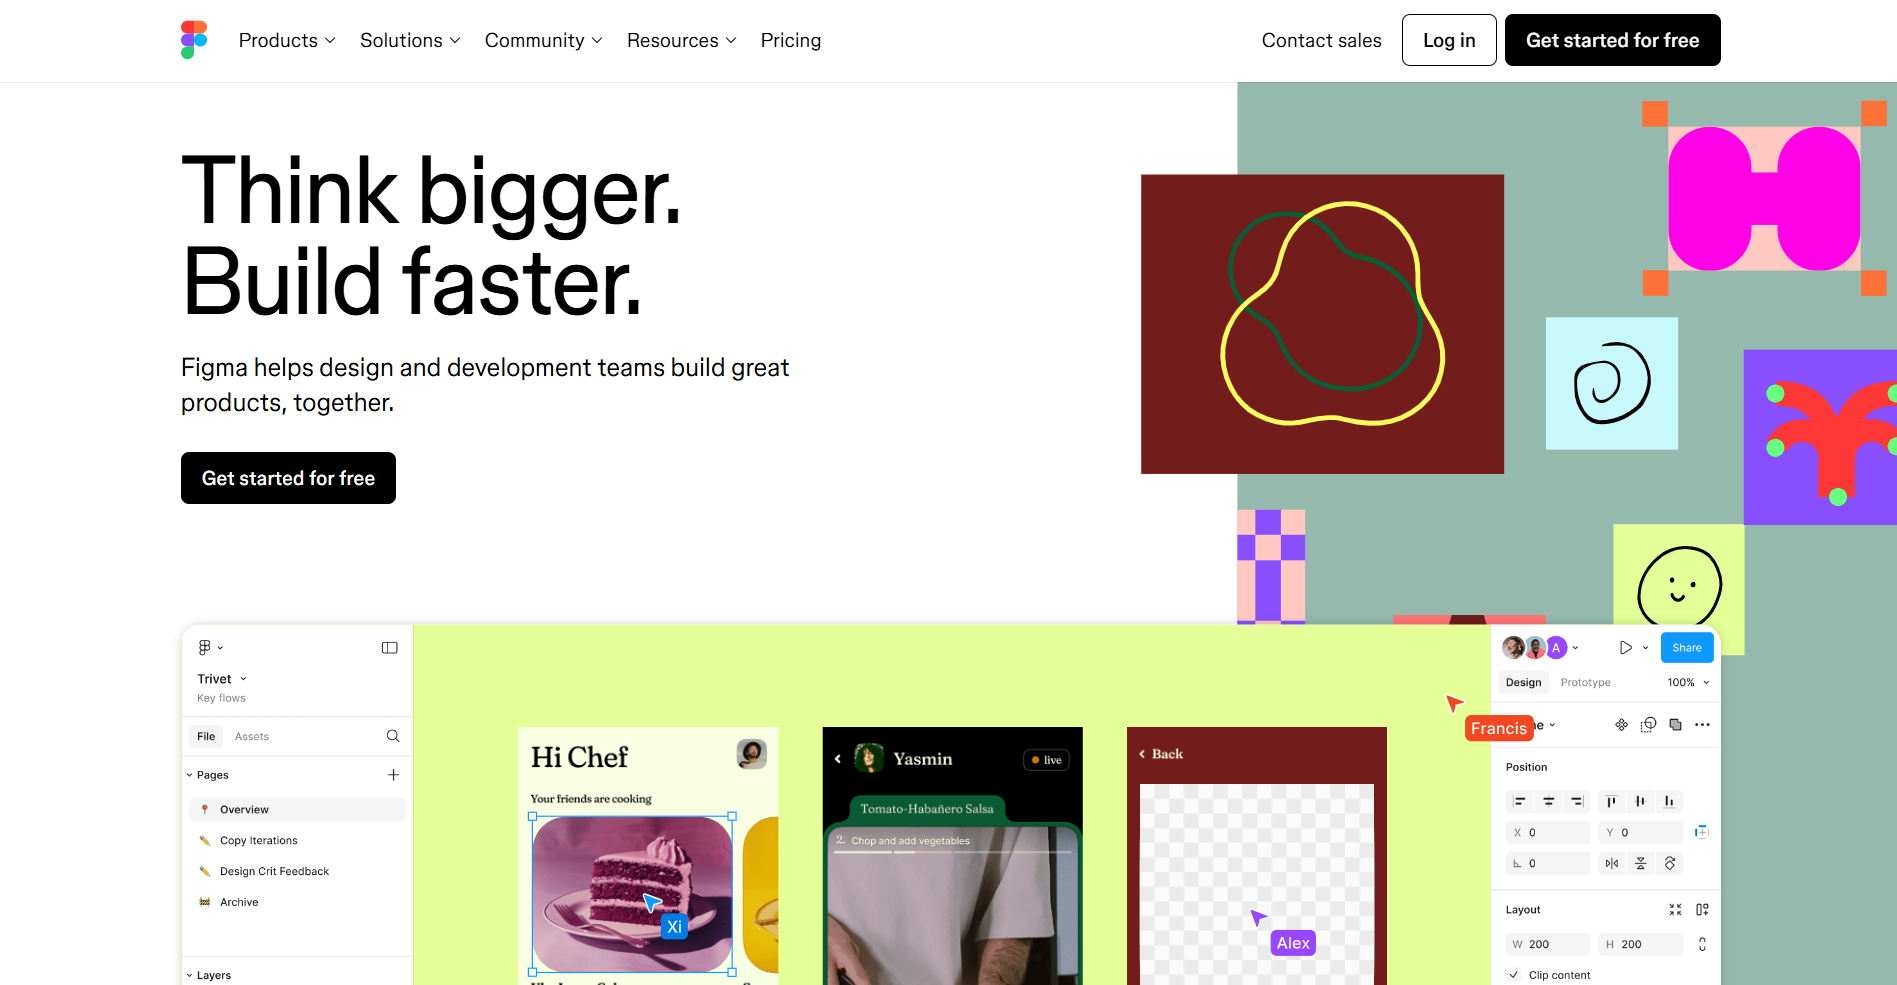 Products
Solutions
Community
Resources
Pricing
Contact sales
Log in
Get started for free
Think bigger.
Build faster.
Figma helps design and development teams build great
products, together.
Get started for free
Trivet
Key flows
File
Assets
Pages
Overview
Copy Iterations
Design Crit Feedback
Archive
Layers
Hi Chef
Your friends are cooking
Xi
Yasmin
live
Tomato-Habañero Salsa
2. Chop and add vegetables
Back
Alex
Francis
A
Share
Design
Prototype
100%
Position
X 0
Y 0
0
Layout
W 200
H 200
Clip content